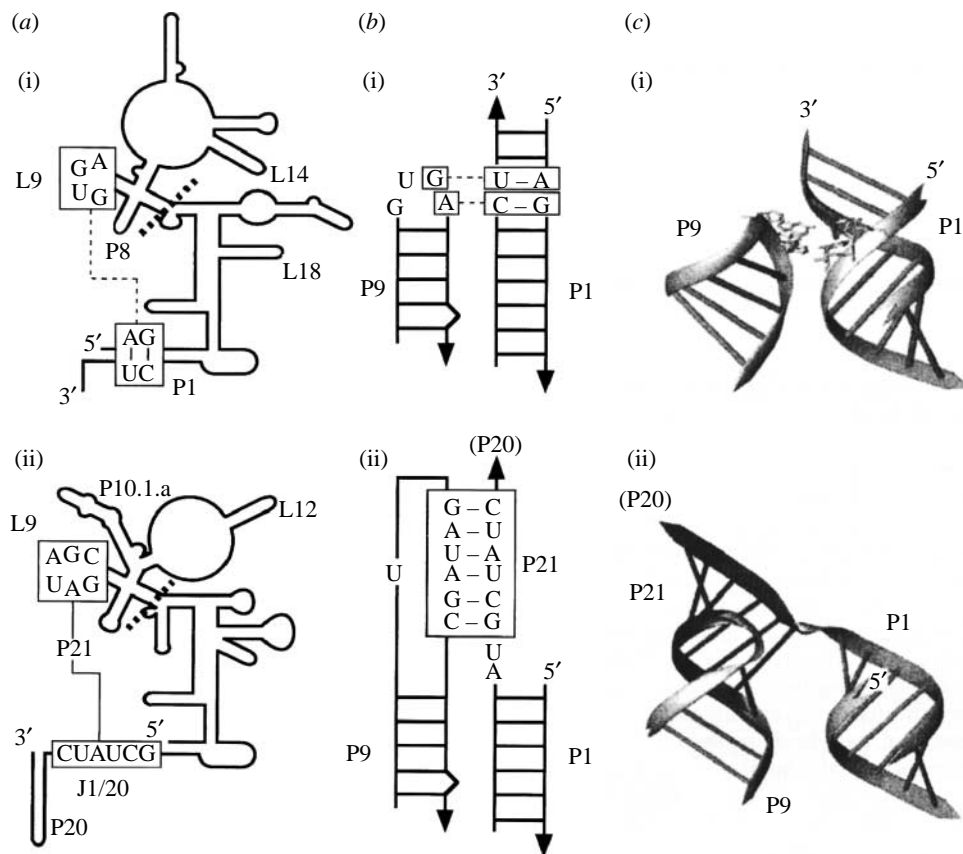 (a)
(i)
G A
U G
L9
P8
L14
L18
5′
AG
UC
3′
P1
(b)
(i)
3′
5′
U G U – A
G A C – G
P9
P1
(c)
(i)
3′
5′
P9
P1
(ii)
P10.1.a
L9
AGC
UAG
L12
P21
3′
CUAUCG
5′
J1/20
P20
(ii)
(P20)
G – C
A U
U – A
U
A U
G – C
C – G
P21
U
A
5′
P9
P1
(ii)
(P20)
P21
P1
5′
P9